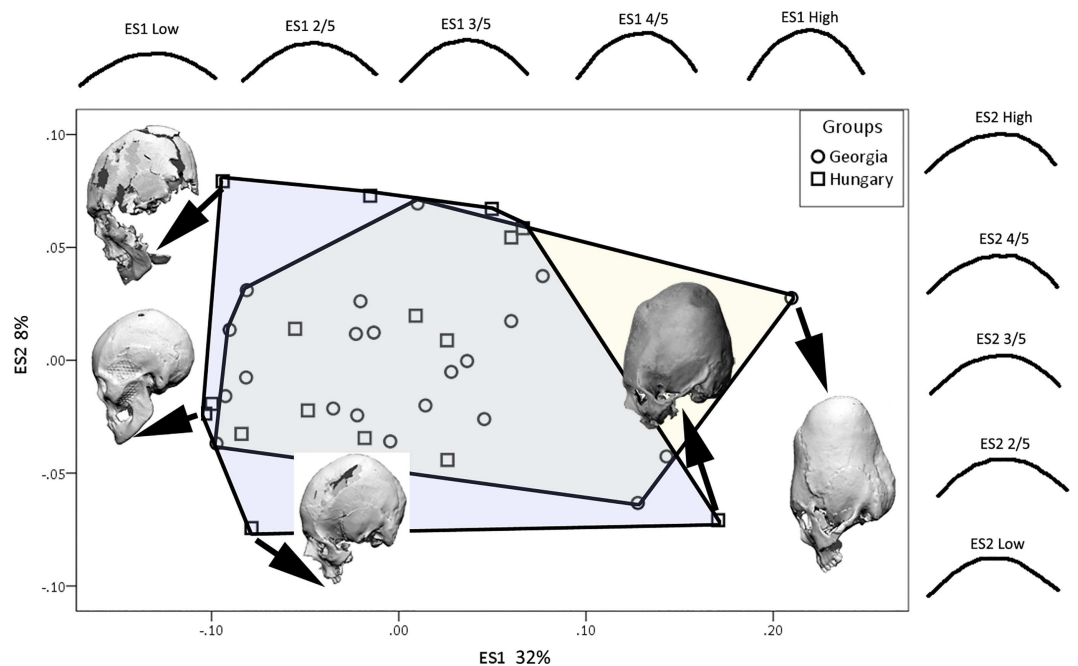 ES1 Low
ES1 2/5
ES1 3/5
ES1 4/5
ES1 High
Groups
Georgia
Hungary
.10
.05
.00
-.05
-.10
ES2 8%
-.10
.00
.10
.20
ES1 32%
ES2 High
ES2 4/5
ES2 3/5
ES2 2/5
ES2 Low